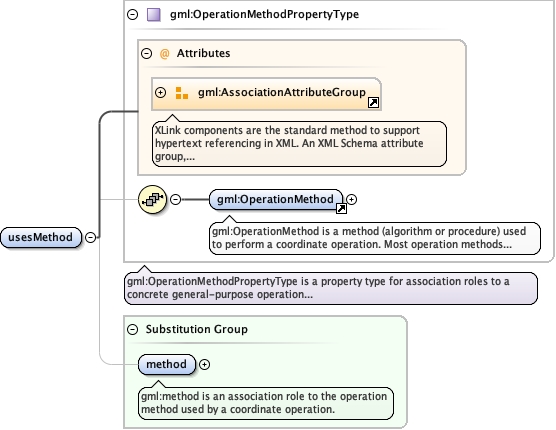 gml:OperationMethodPropertyType
@ Attributes
gml:AssociationAttributeGroup
XLink components are the standard method to support
hypertext referencing in XML. An XML Schema attribute
group,...
gml:OperationMethod
gml:OperationMethod is a method (algorithm or procedure) used
to perform a coordinate operation. Most operation methods...
usesMethod
gml:OperationMethodPropertyType is a property type for association roles to a
concrete general-purpose operation...
Substitution Group
method
gml:method is an association role to the operation
method used by a coordinate operation.